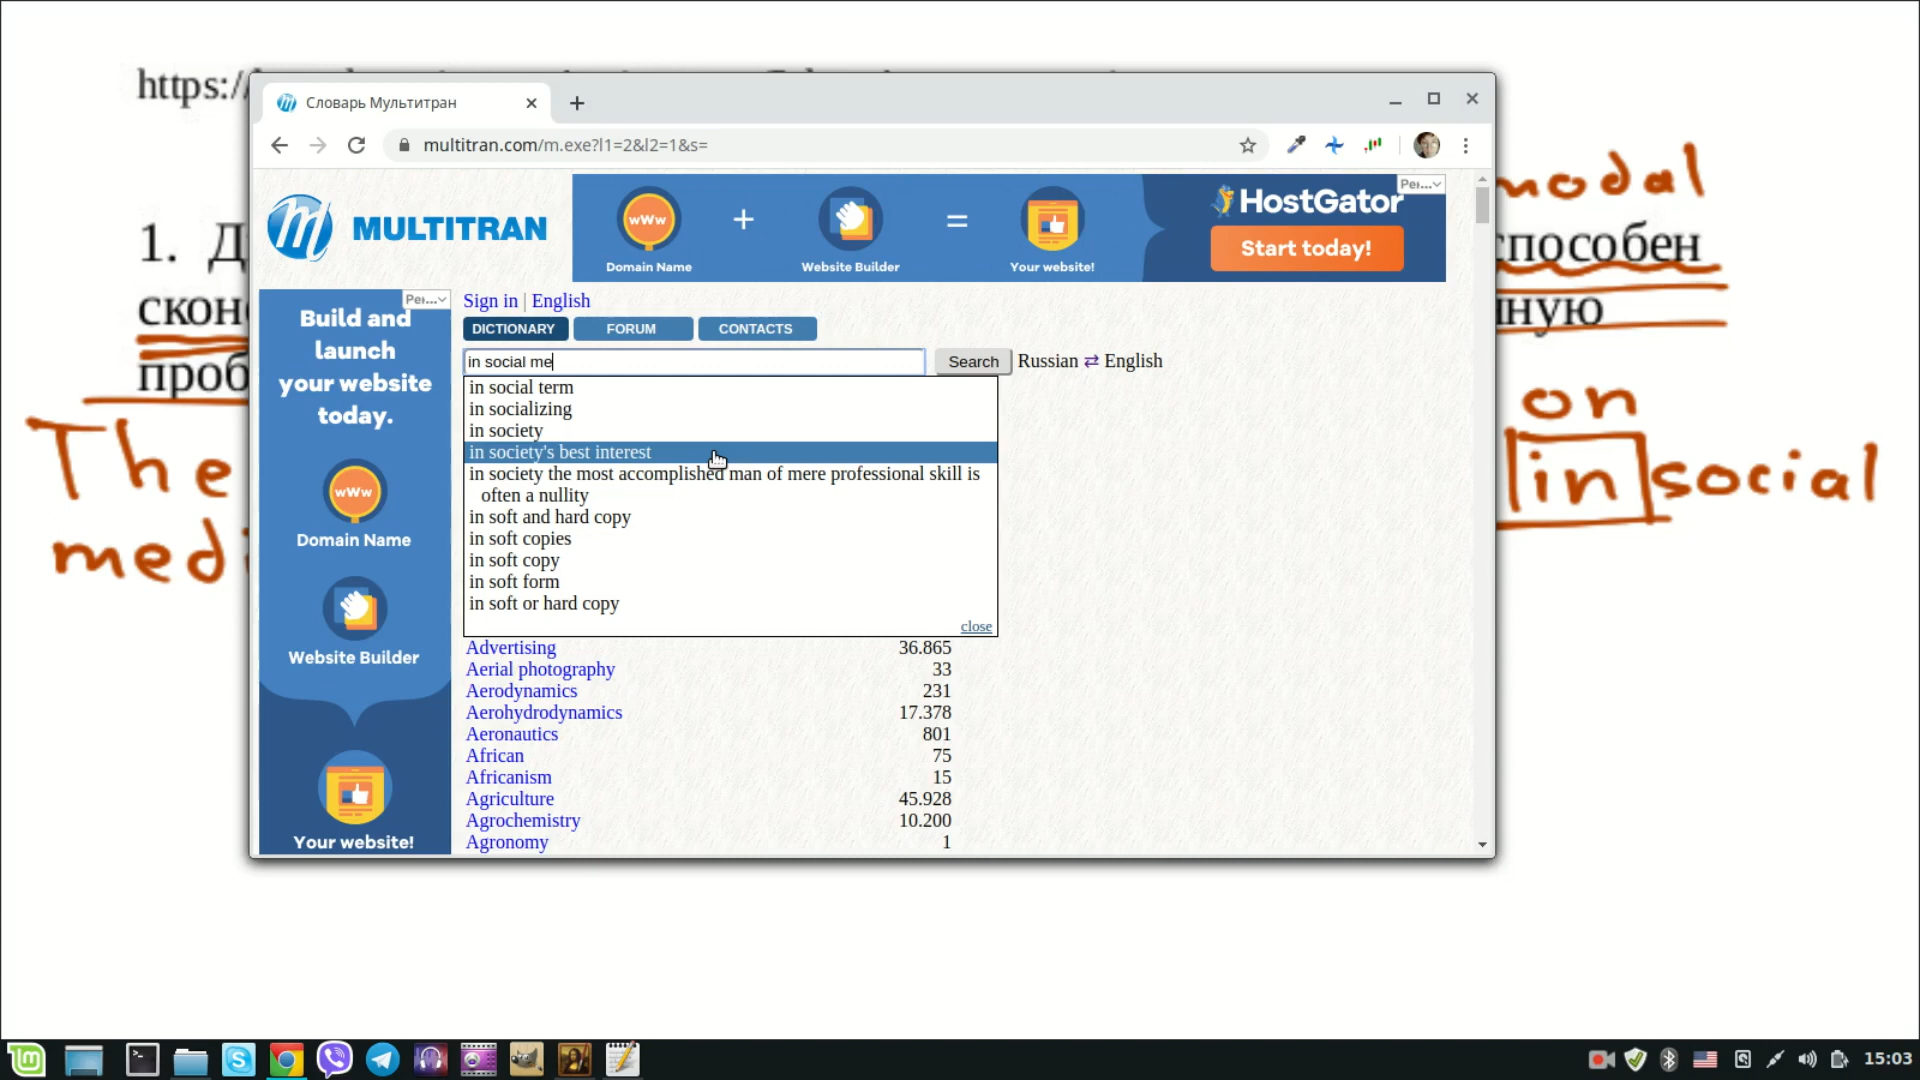 https://
Словарь Мультитран
multitran.com/m.exe?l1=2&l2=1&s=
modal
1. Д
способен
скон
нную
проб
on
The
in social
medi
MULTITRAN
www
+
=
Domain Name
Website Builder
Your website!
HostGator
Start today!
Рек...
Рек...
Build and
launch
your website
today.
www
Domain Name
Website Builder
Your website!
Sign in | English
DICTIONARY FORUM CONTACTS
in social me
Search Russian ⇄ English
in social term
in socializing
in society
in society's best interest
in society the most accomplished man of mere professional skill is
often a nullity
in soft and hard copy
in soft copies
in soft copy
in soft form
in soft or hard copy
close
Advertising 36.865
Aerial photography 33
Aerodynamics 231
Aerohydrodynamics 17.378
Aeronautics 801
African 75
Africanism 15
Agriculture 45.928
Agrochemistry 10.200
Agronomy 1
15:03